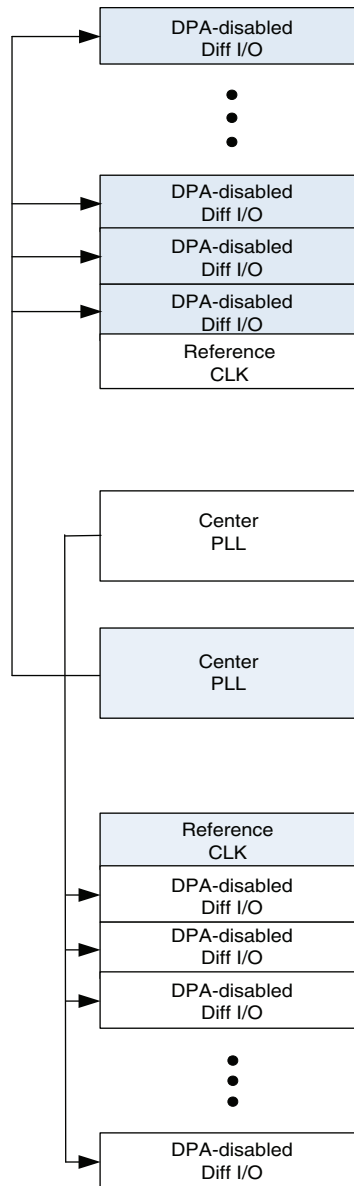 DPA-disabled
Diff I/O
DPA-disabled
Diff I/O
DPA-disabled
Diff I/O
DPA-disabled
Diff I/O
Reference
CLK
Center
PLL
Center
PLL
Reference
CLK
DPA-disabled
Diff I/O
DPA-disabled
Diff I/O
DPA-disabled
Diff I/O
DPA-disabled
Diff I/O